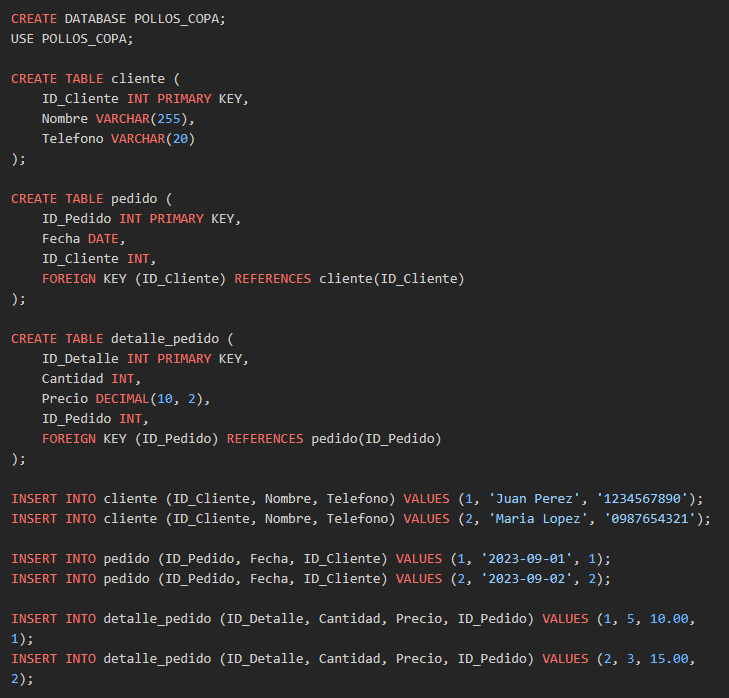 CREATE DATABASE POLLOS_COPA;
USE POLLOS_COPA;

CREATE TABLE cliente (
    ID_Cliente INT PRIMARY KEY,
    Nombre VARCHAR(255),
    Telefono VARCHAR(20)
);

CREATE TABLE pedido (
    ID_Pedido INT PRIMARY KEY,
    Fecha DATE,
    ID_Cliente INT,
    FOREIGN KEY (ID_Cliente) REFERENCES cliente(ID_Cliente)
);

CREATE TABLE detalle_pedido (
    ID_Detalle INT PRIMARY KEY,
    Cantidad INT,
    Precio DECIMAL(10, 2),
    ID_Pedido INT,
    FOREIGN KEY (ID_Pedido) REFERENCES pedido(ID_Pedido)
);

INSERT INTO cliente (ID_Cliente, Nombre, Telefono) VALUES (1, 'Juan Perez', '1234567890');
INSERT INTO cliente (ID_Cliente, Nombre, Telefono) VALUES (2, 'Maria Lopez', '0987654321');

INSERT INTO pedido (ID_Pedido, Fecha, ID_Cliente) VALUES (1, '2023-09-01', 1);
INSERT INTO pedido (ID_Pedido, Fecha, ID_Cliente) VALUES (2, '2023-09-02', 2);

INSERT INTO detalle_pedido (ID_Detalle, Cantidad, Precio, ID_Pedido) VALUES (1, 5, 10.00,
1);
INSERT INTO detalle_pedido (ID_Detalle, Cantidad, Precio, ID_Pedido) VALUES (2, 3, 15.00,
2);